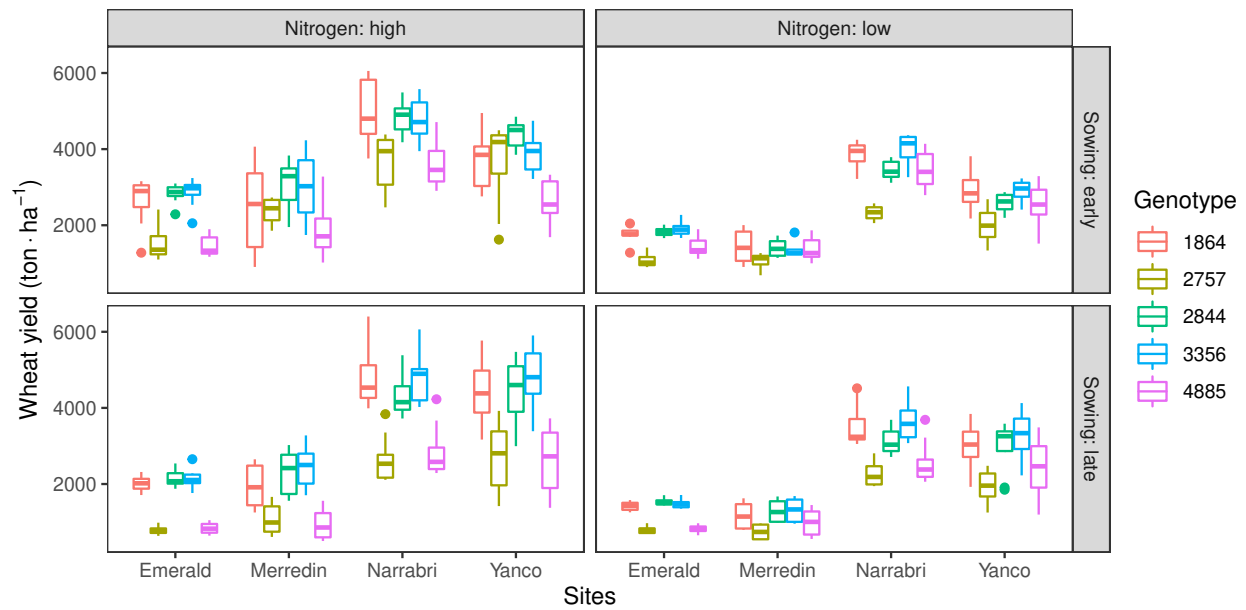 Nitrogen: high
Nitrogen: low
Sowing: early
Sowing: late
Wheat yield (ton · ha⁻¹)
6000
4000
2000
6000
4000
2000
Emerald Merredin Narrabri Yanco
Emerald Merredin Narrabri Yanco
Sites
Genotype
1864
2757
2844
3356
4885